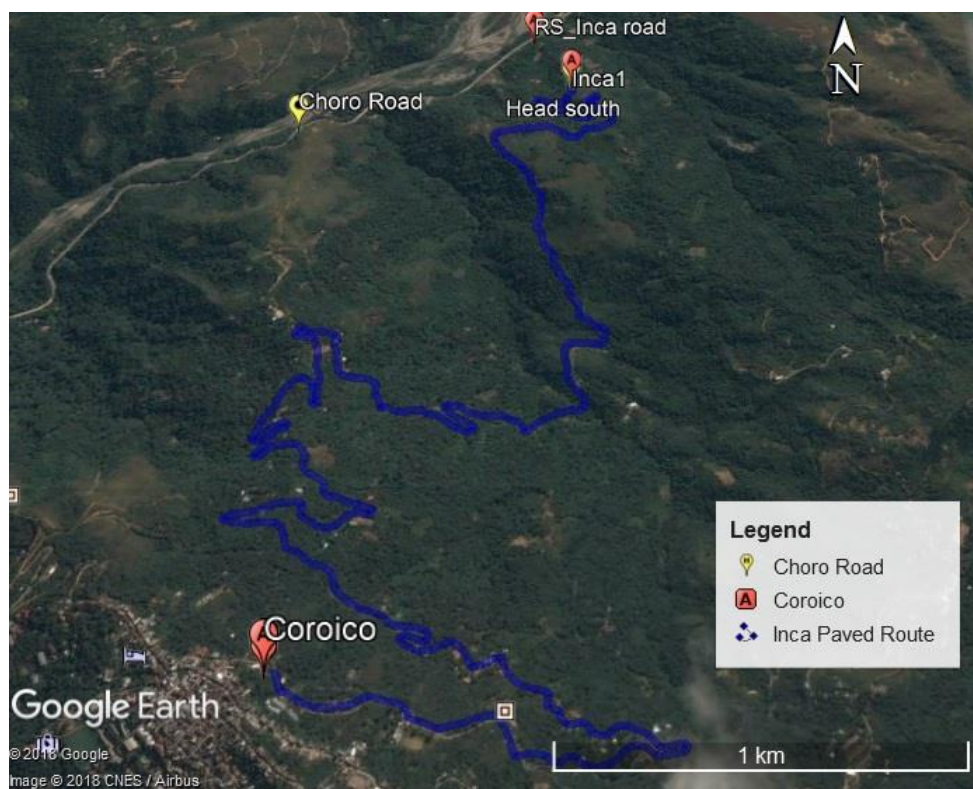 RS_Inca road
A
Inca1
N
Choro Road
Head south
Legend
H Choro Road
A Coroico
Inca Paved Route
Coroico
Google Earth
1 km
© 2018 Google
Image © 2018 CNES / Airbus